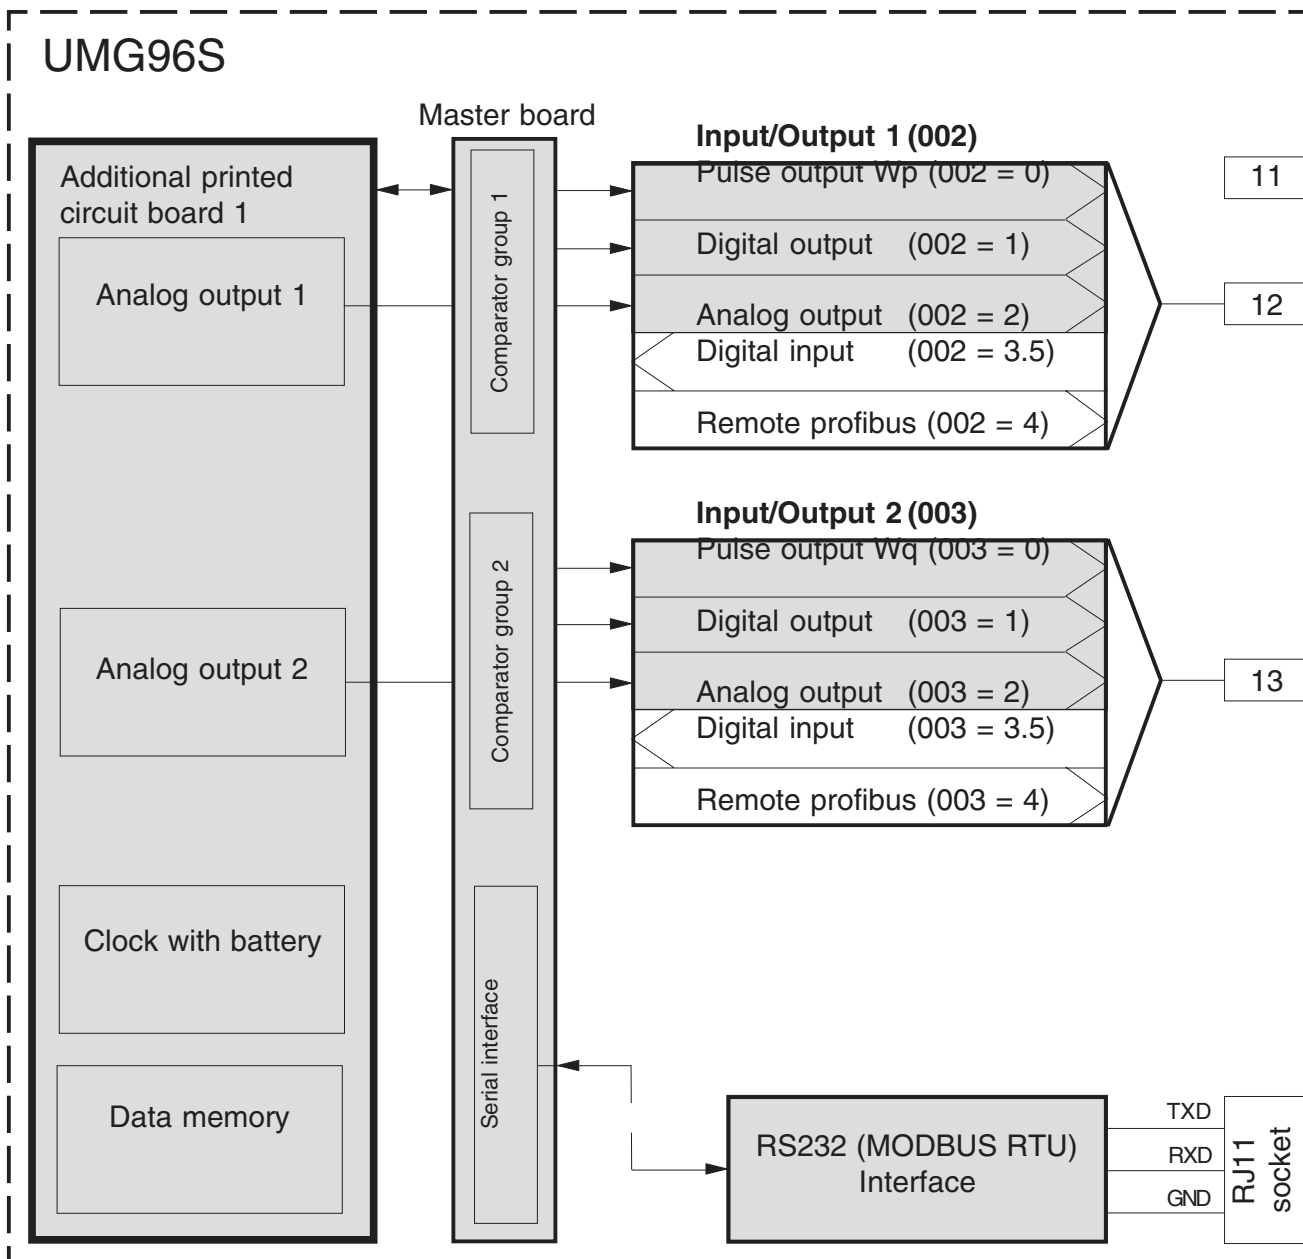 UMG96S
Master board
Additional printed
circuit board 1
Analog output 1
Analog output 2
Clock with battery
Data memory
Comparator group 1
Comparator group 2
Serial interface
Input/Output 1 (002)
Pulse output Wp (002 = 0)
Digital output (002 = 1)
Analog output (002 = 2)
Digital input (002 = 3.5)
Remote profibus (002 = 4)
11
12
Input/Output 2 (003)
Pulse output Wq (003 = 0)
Digital output (003 = 1)
Analog output (003 = 2)
Digital input (003 = 3.5)
Remote profibus (003 = 4)
13
RS232 (MODBUS RTU)
Interface
TXD
RXD
GND
RJ11
socket